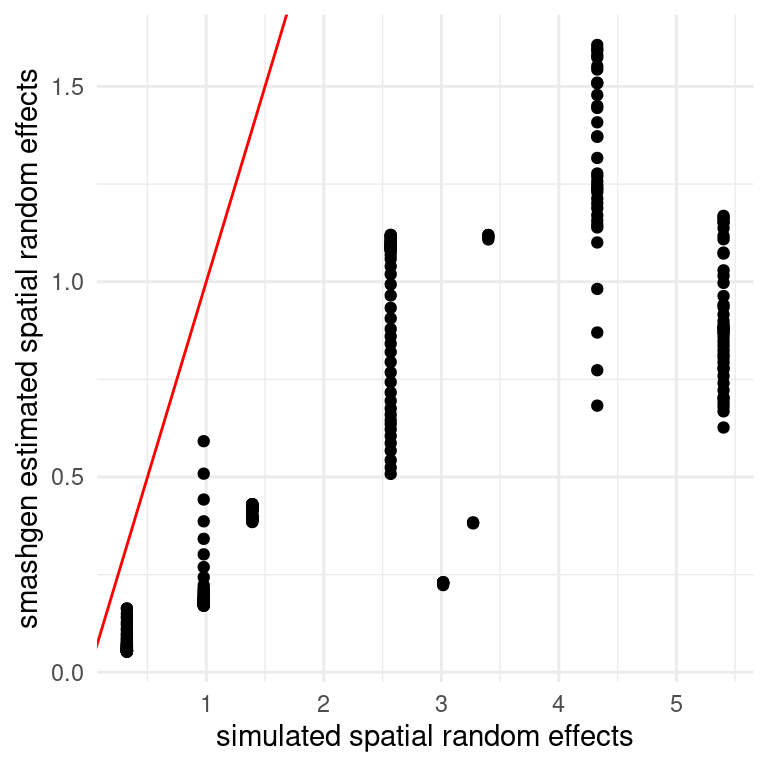 smashgen estimated spatial random effects
1.5
1.0
0.5
0.0
1 2 3 4 5
simulated spatial random effects